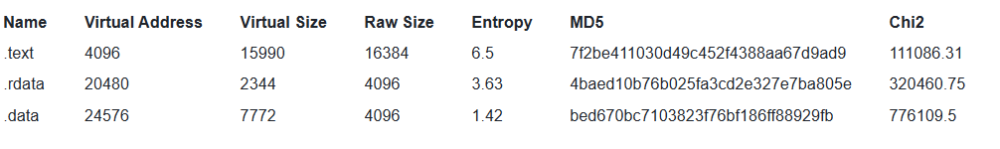 Name Virtual Address Virtual Size Raw Size Entropy MD5 Chi2
.text 4096 15990 16384 6.5 7f2be411030d49c452f4388aa67d9ad9 111086.31
.rdata 20480 2344 4096 3.63 4baed10b76b025fa3cd2e327e7ba805e 320460.75
.data 24576 7772 4096 1.42 bed670bc7103823f76bf186ff88929fb 776109.5